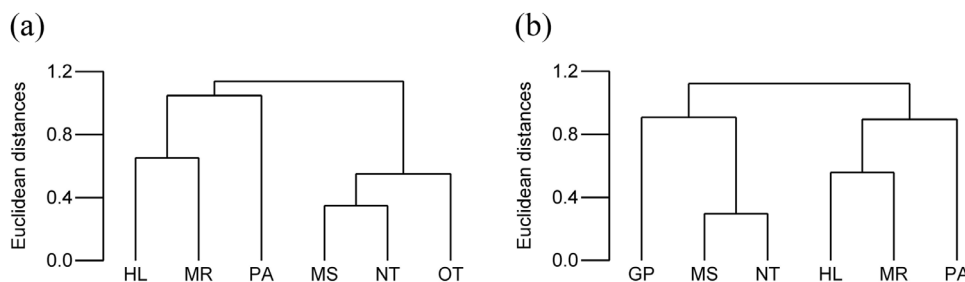 (a)
Euclidean distances
1.2
0.8
0.4
0.0
HL MR PA MS NT OT
(b)
Euclidean distances
1.2
0.8
0.4
0.0
GP MS NT HL MR PA